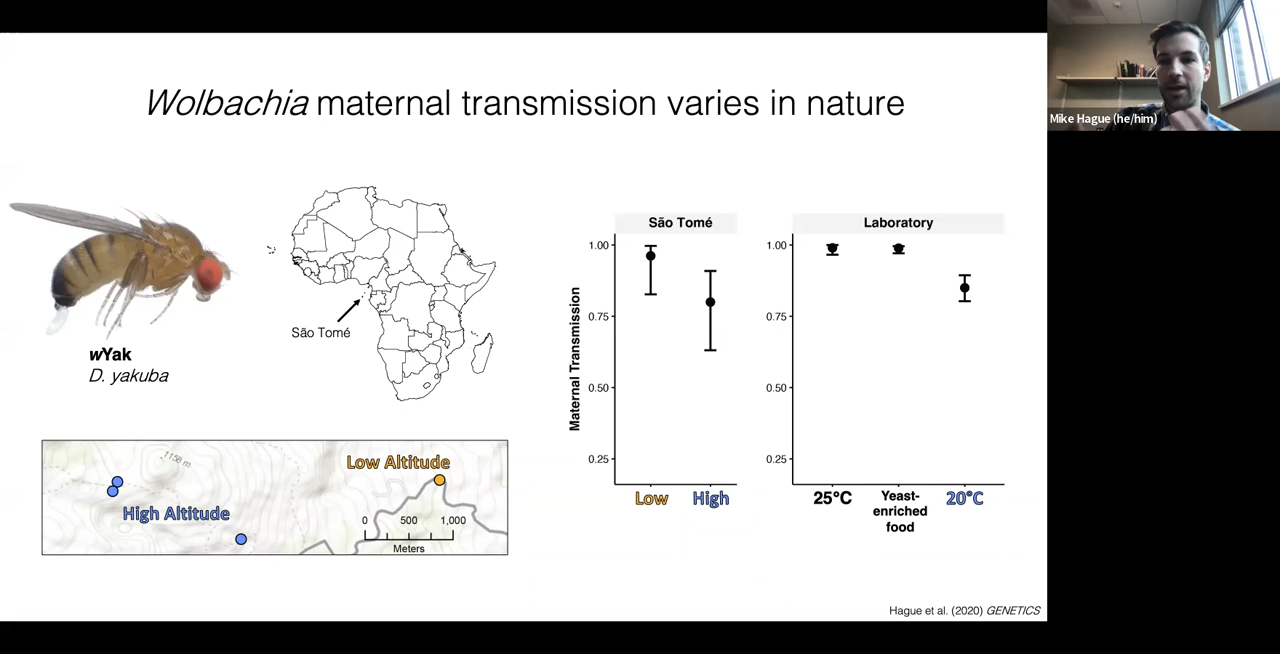 Wolbachia maternal transmission varies in nature
Mike Hague (he/him)
wYak
D. yakuba
São Tomé
1158 m
Low Altitude
High Altitude
0 500 1,000
Meters
Maternal Transmission
São Tomé
1.00
0.75
0.50
0.25
Low High
Laboratory
1.00
0.75
0.50
0.25
25°C
Yeast-
enriched
food
20°C
Hague et al. (2020) GENETICS